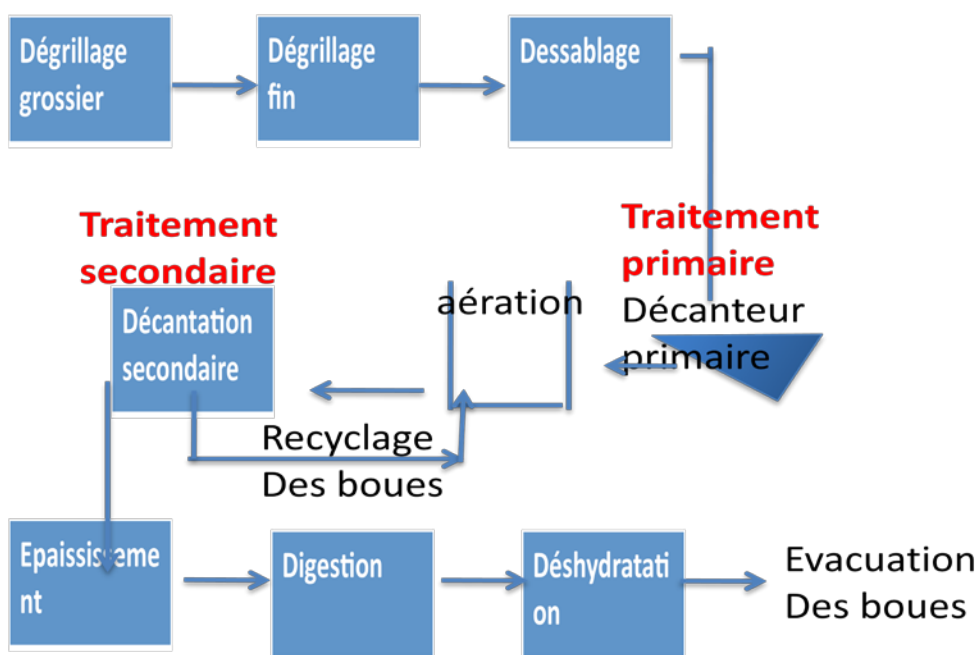 Dégrillage
grossier
Dégrillage
fin
Dessablage
Traitement
secondaire
Traitement
primaire
Décanteur
primaire
aération
Décantation
secondaire
Recyclage
Des boues
Epaississeme
nt
Digestion
Déshydratati
on
Evacuation
Des boues